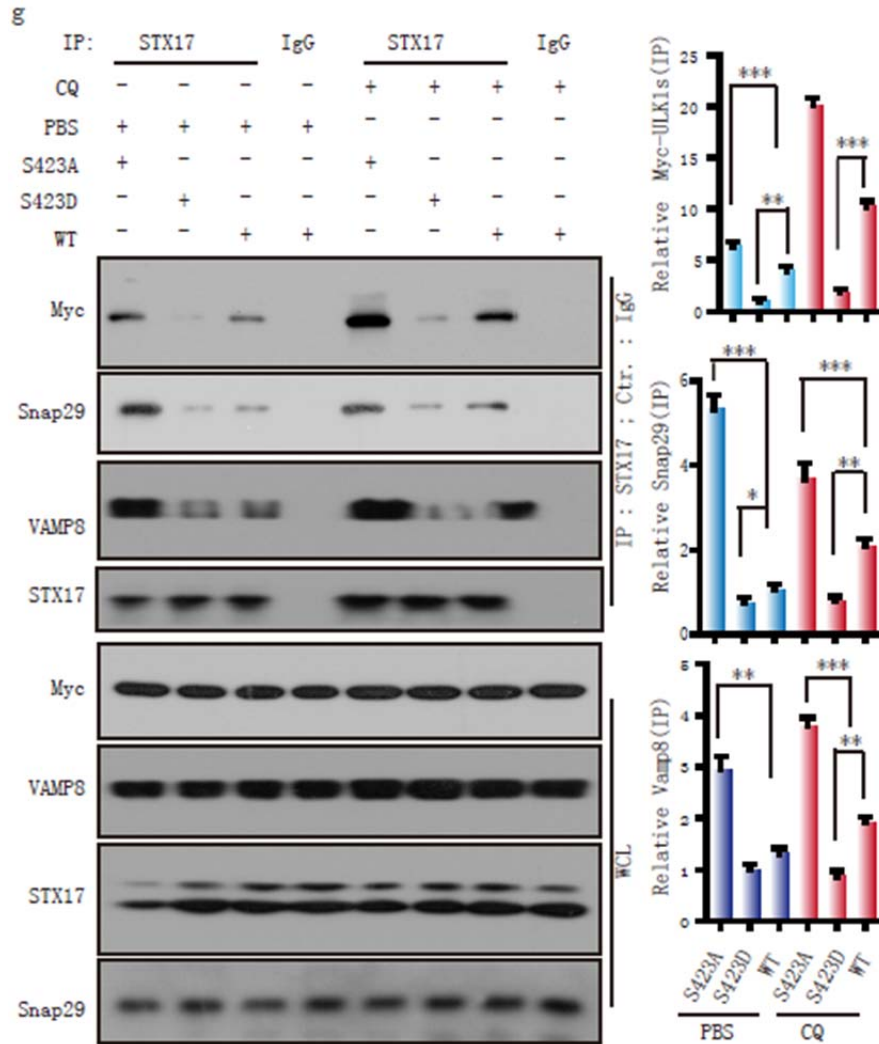 g
IP: STX17 IgG STX17 IgG
CQ - - - - + + + +
PBS + + + + - - - -
S423A + - - - + - - -
S423D - + - - - + - -
WT - - + + - - + +
Myc
Snap29
VAMP8
STX17
IP : STX17 ; Ctr. : IgG
Myc
VAMP8
STX17
Snap29
WCL
Relative Myc-ULK1s(IP)
25
20
15
10
5
0
*** ** ***
Relative Snap29(IP)
6
4
2
0
*** * *** **
Relative Vamp8(IP)
5
4
3
2
1
0
** *** **
S423A S423D WT S423A S423D WT
PBS CQ